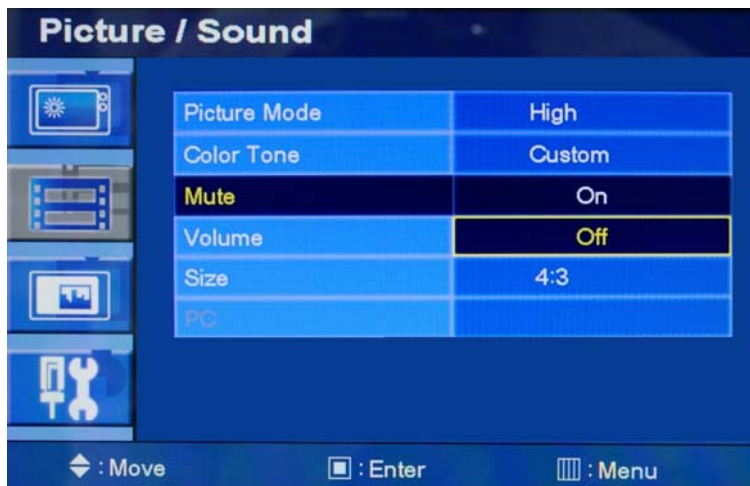 Picture / Sound
Picture Mode High
Color Tone Custom
Mute On
Volume Off
Size 4:3
PC
: Move : Enter : Menu